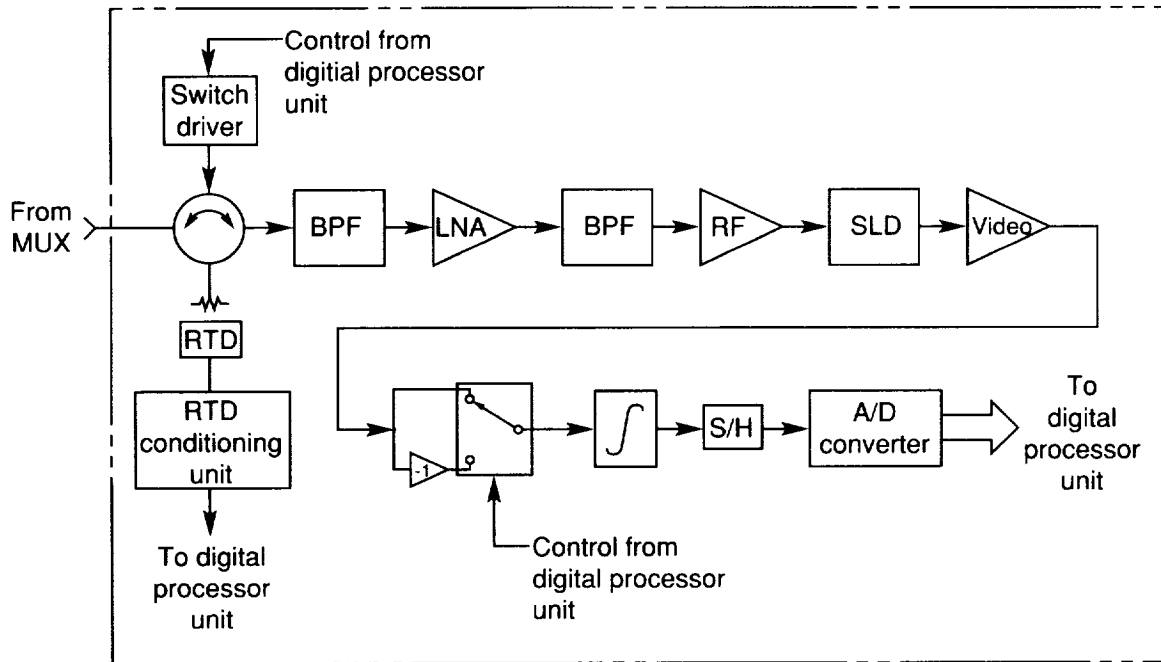 Control from
digitial processor
unit
Switch
driver
From
MUX
BPF
LNA
BPF
RF
SLD
Video
RTD
RTD
conditioning
unit
To digital
processor
unit
-1
∫
S/H
A/D
converter
To
digital
processor
unit
Control from
digital processor
unit